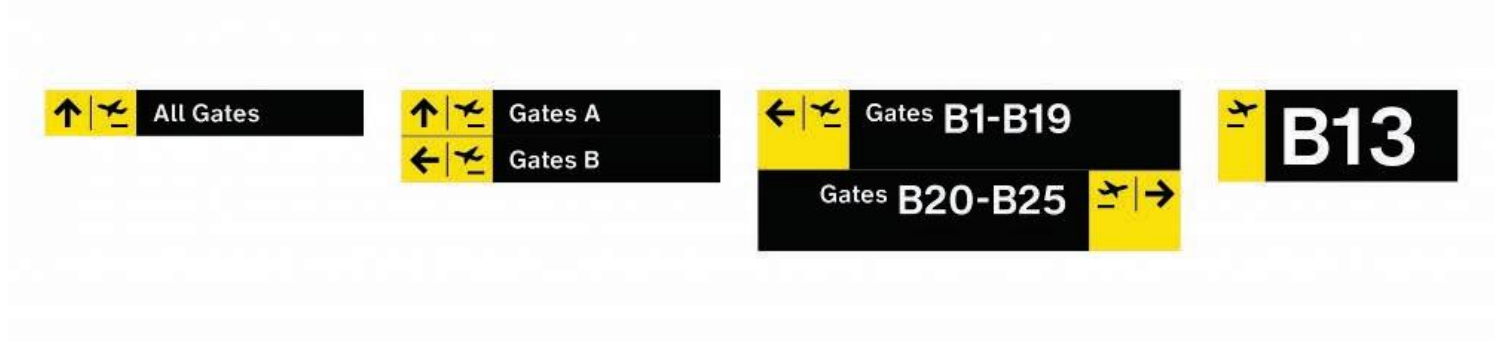 All Gates
Gates A
Gates B
Gates B1-B19
Gates B20-B25
B13